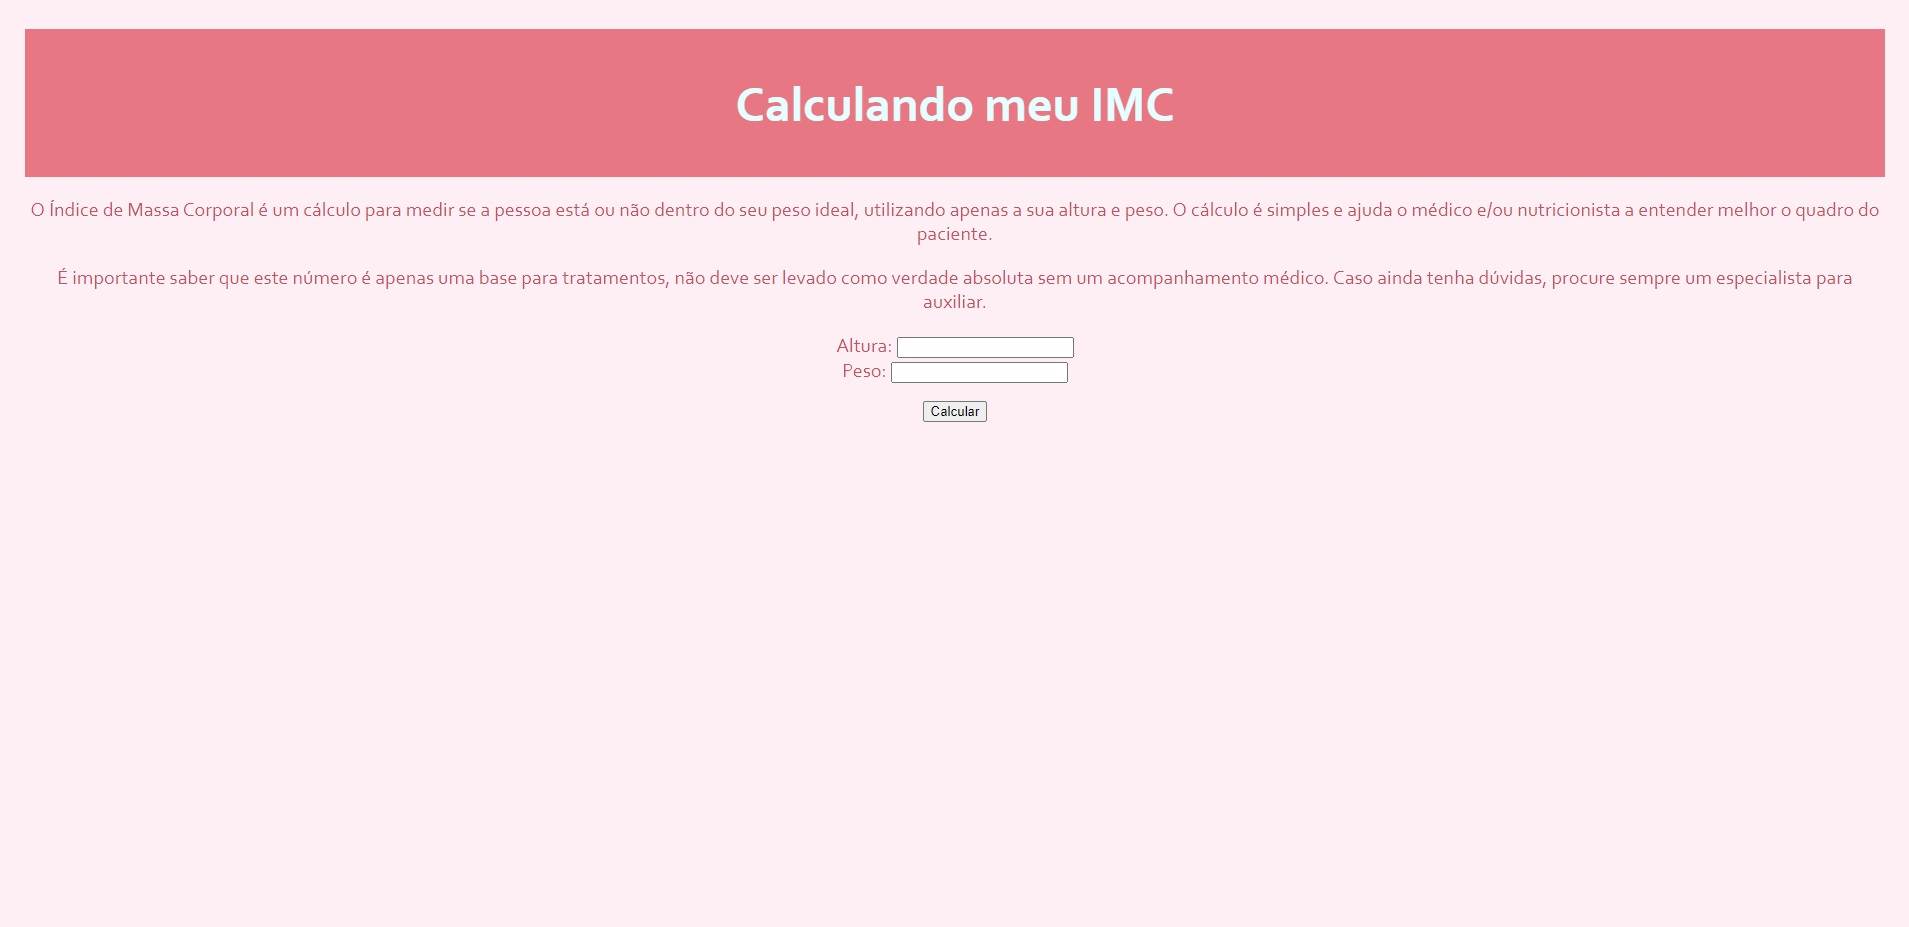 Calculando meu IMC
O Índice de Massa Corporal é um cálculo para medir se a pessoa está ou não dentro do seu peso ideal, utilizando apenas a sua altura e peso. O cálculo é simples e ajuda o médico e/ou nutricionista a entender melhor o quadro do
paciente.
É importante saber que este número é apenas uma base para tratamentos, não deve ser levado como verdade absoluta sem um acompanhamento médico. Caso ainda tenha dúvidas, procure sempre um especialista para
auxiliar.
Altura:
Peso:
Calcular